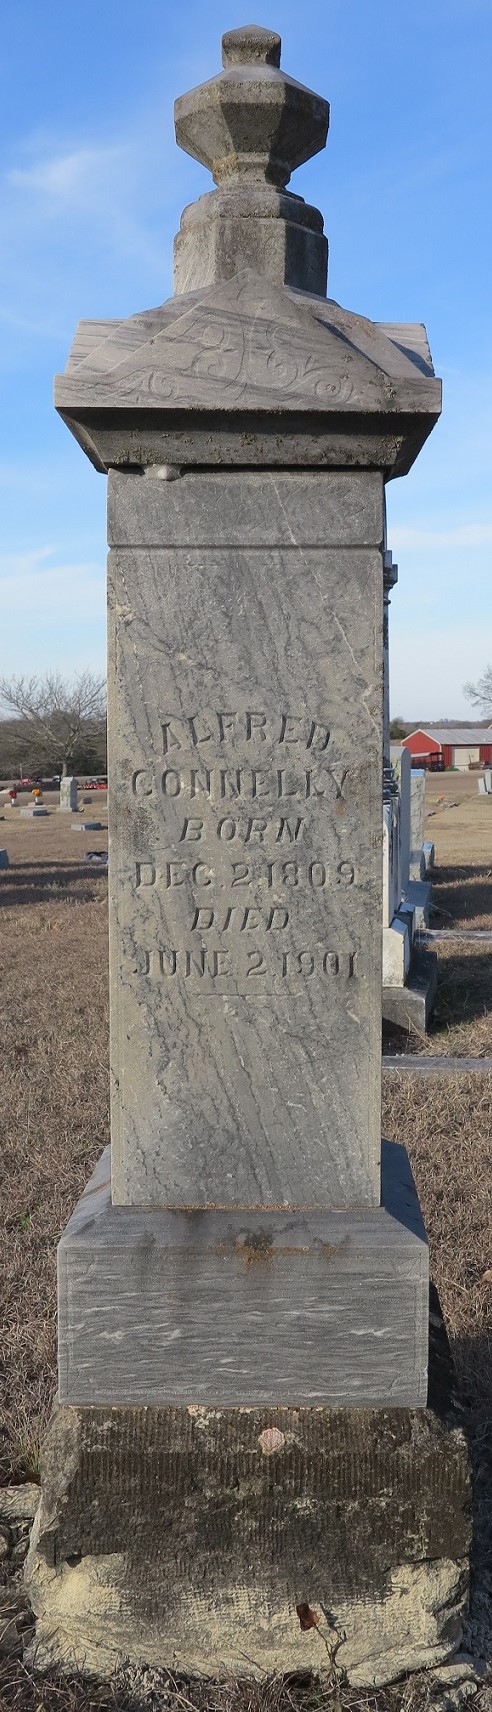 ALFRED
CONNELLY
BORN
DEC. 2.1809.
DIED
JUNE. 2.1901.